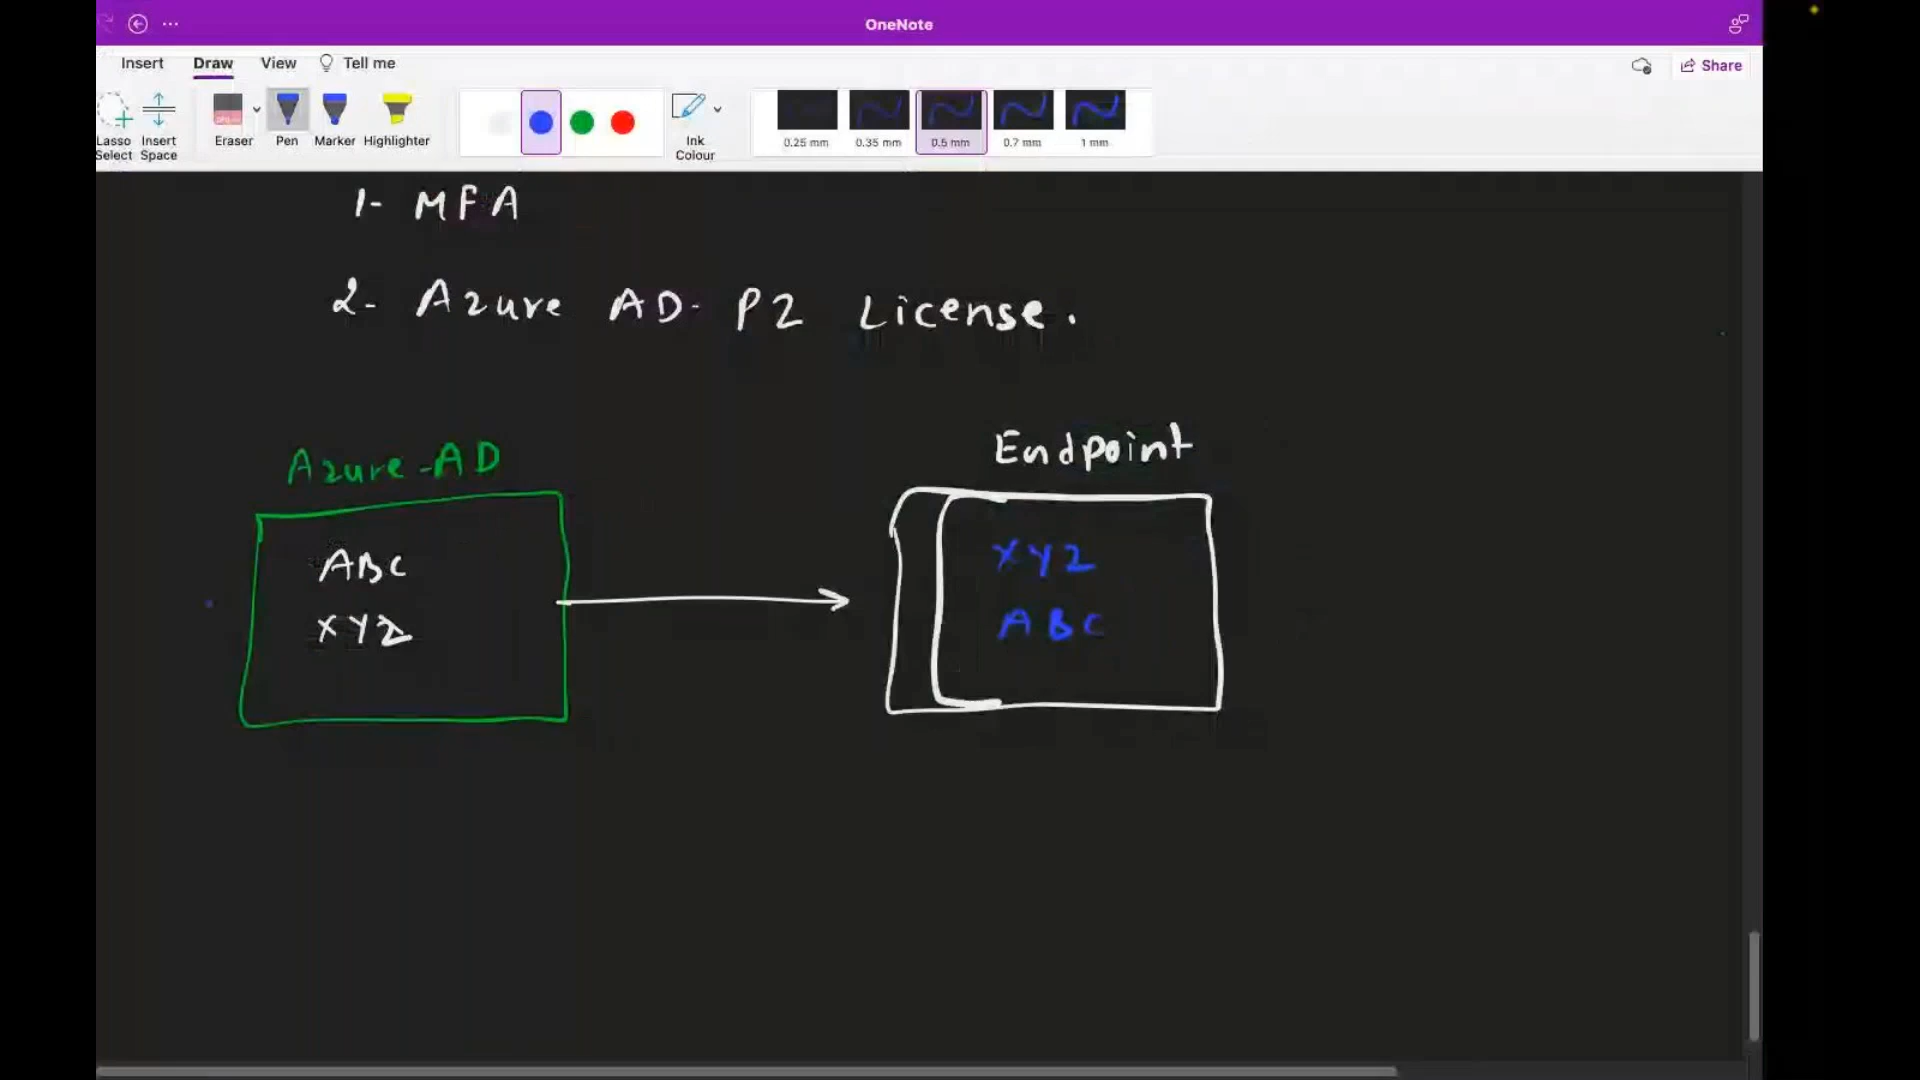 OneNote
Insert Draw View Tell me
Share
Lasso Select
Insert Space
Eraser
Pen
Marker
Highlighter
Ink Colour
0.25 mm
0.35 mm
0.5 mm
0.7 mm
1 mm
1- MFA
2- Azure AD- P2 License.
Azure-AD
ABC
XYZ
Endpoint
XYZ
ABC